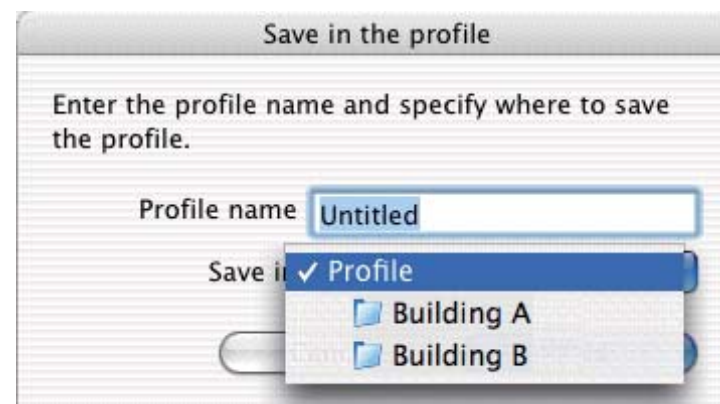 Save in the profile
Enter the profile name and specify where to save
the profile.
Profile name Untitled
Save in ✓ Profile
Building A
Building B